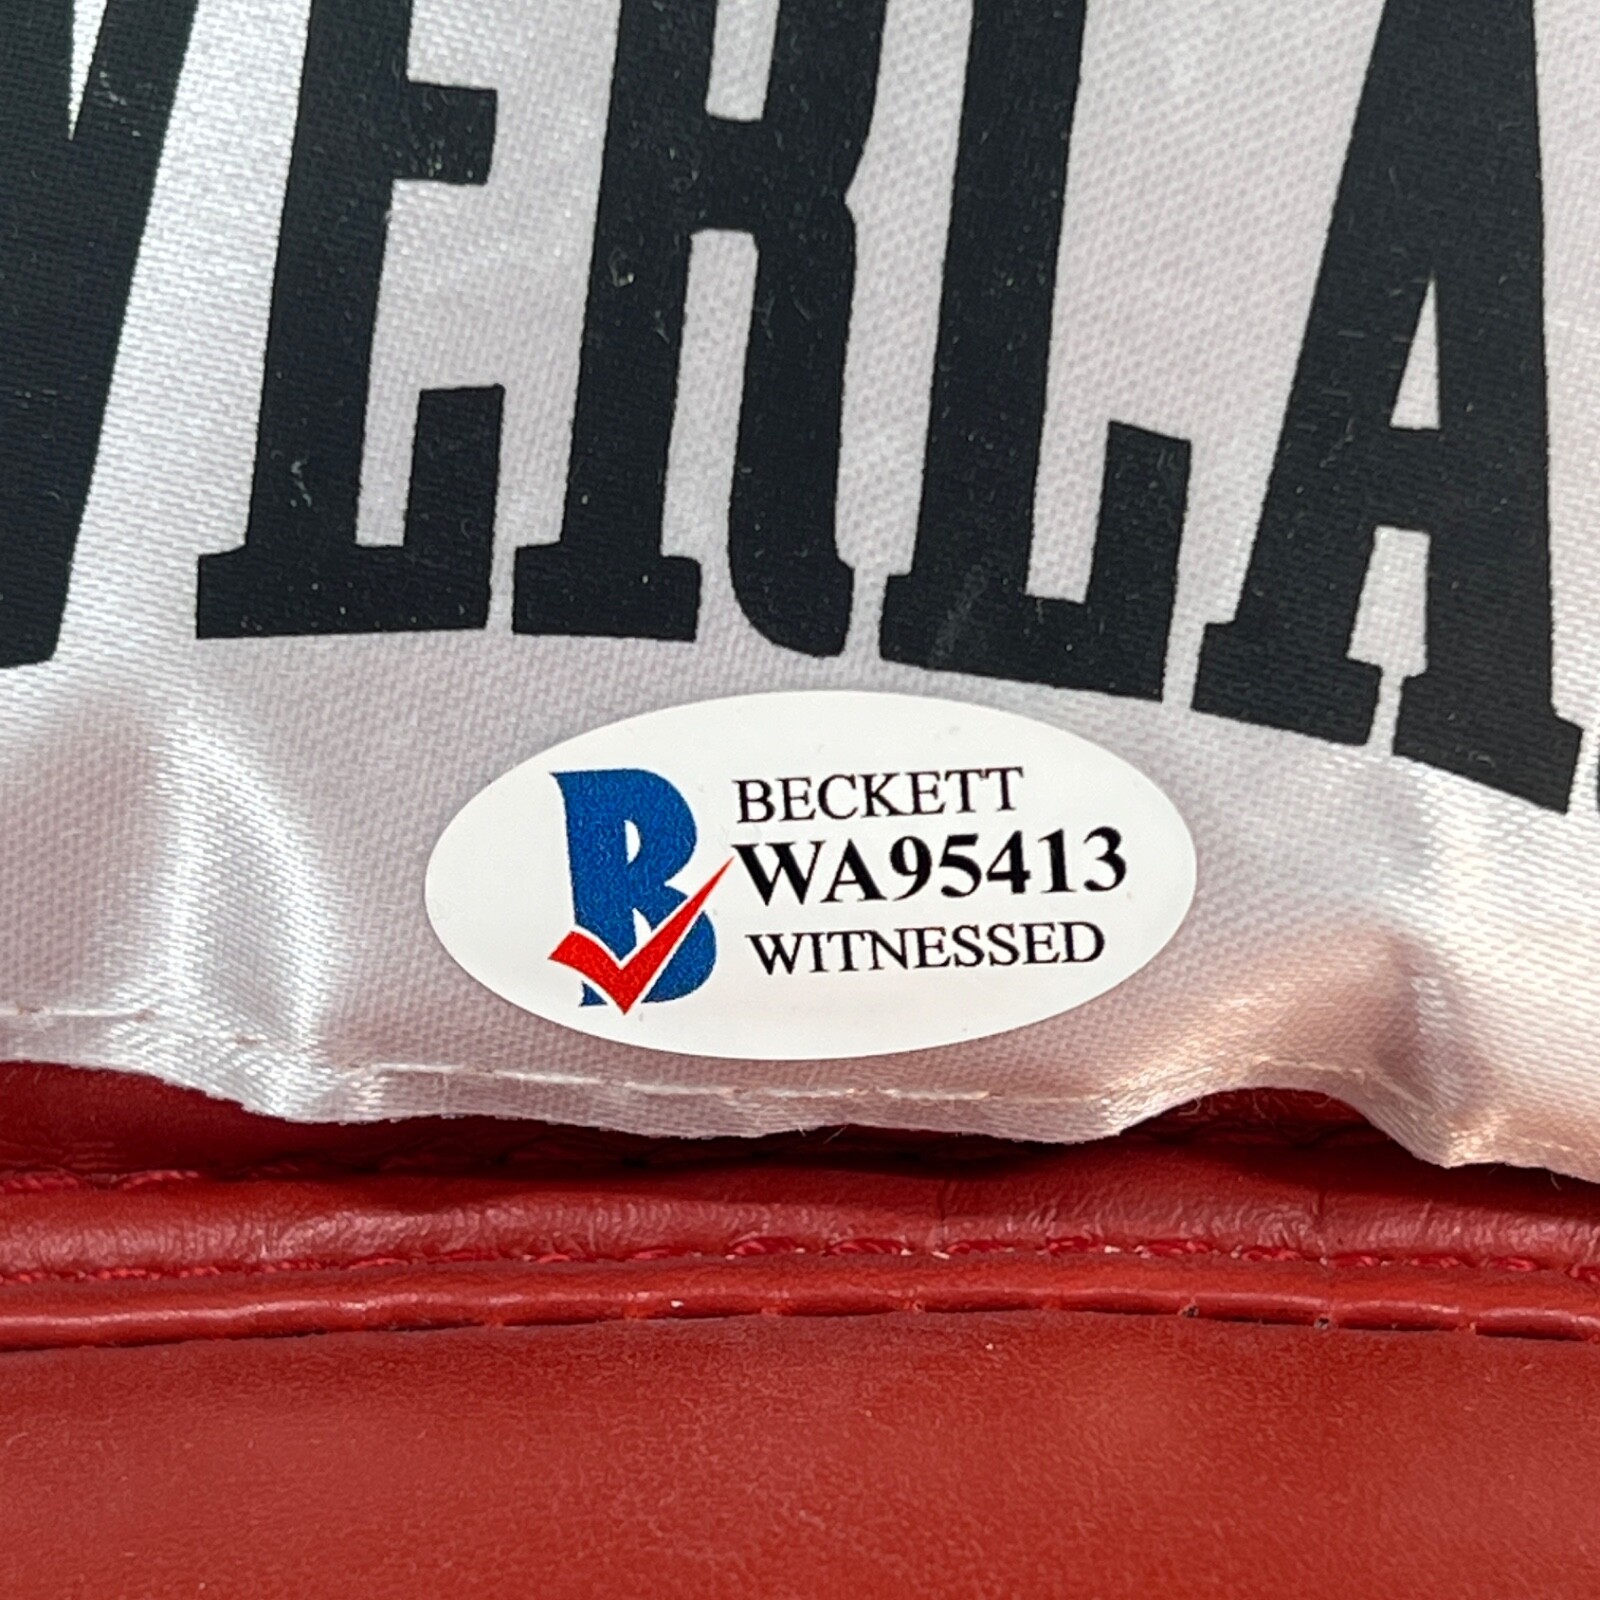 VERLA
BECKETT
WA95413
WITNESSED